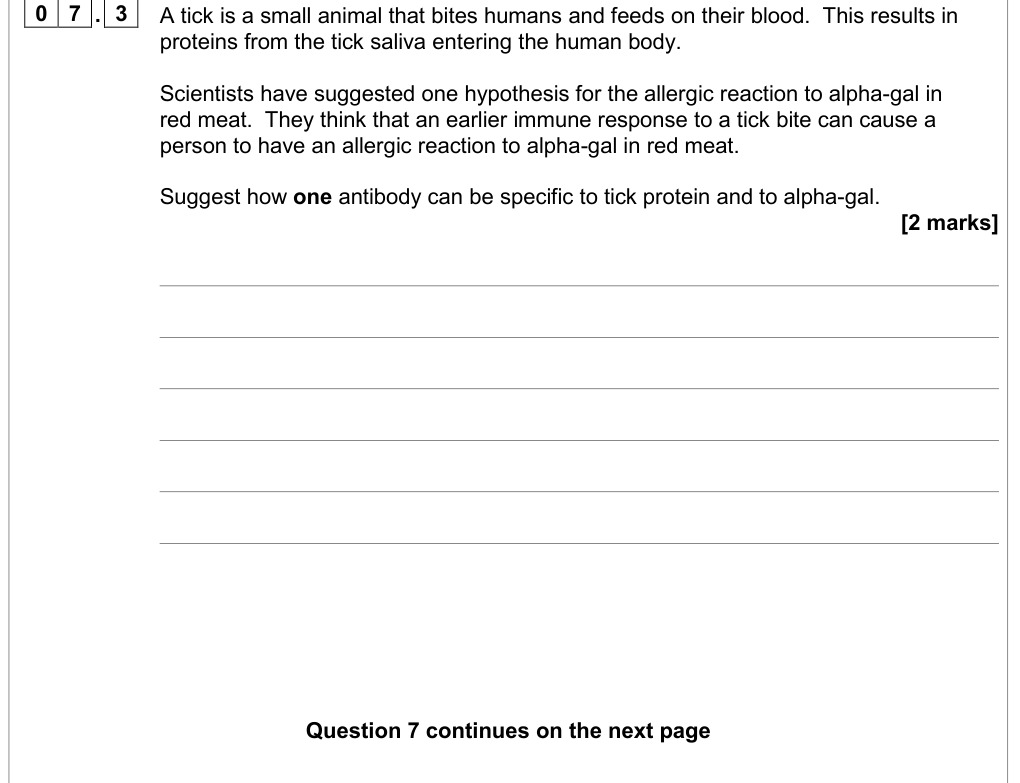 0 7 . 3 A tick is a small animal that bites humans and feeds on their blood. This results in
proteins from the tick saliva entering the human body.
Scientists have suggested one hypothesis for the allergic reaction to alpha-gal in
red meat. They think that an earlier immune response to a tick bite can cause a
person to have an allergic reaction to alpha-gal in red meat.
Suggest how one antibody can be specific to tick protein and to alpha-gal.
[2 marks]
Question 7 continues on the next page